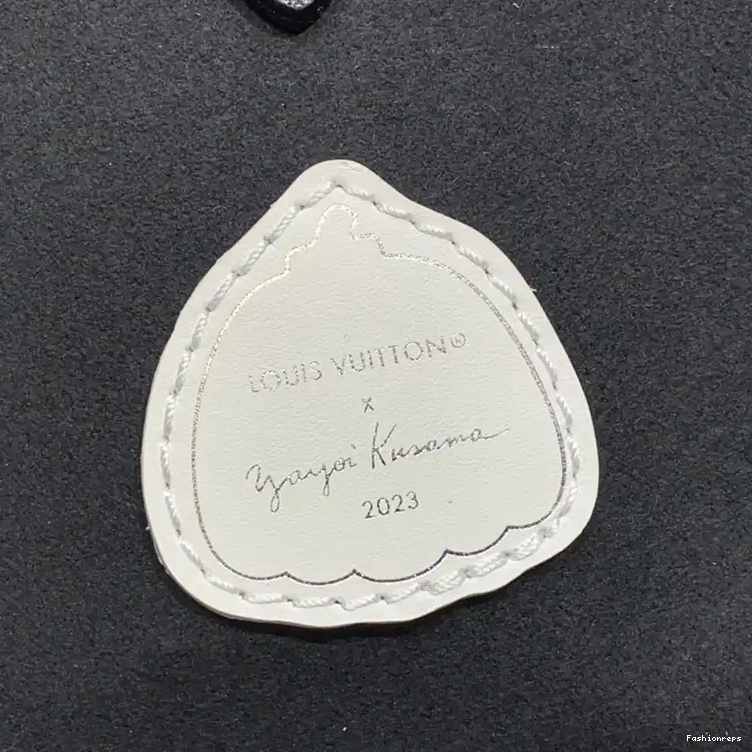 LOUIS VUITTON®
x
Yayoi Kusama
2023
Fashionreps